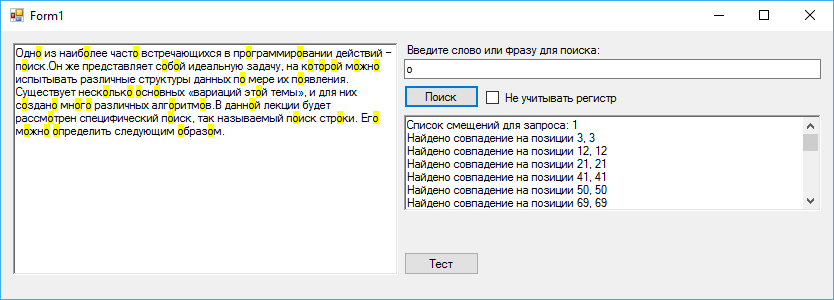 Form1
Одно из наиболее часто встречающихся в программировании действий –
поиск.Он же представляет собой идеальную задачу, на которой можно
испытывать различные структуры данных по мере их появления.
Существует несколько основных «вариаций этой темы», и для них
создано много различных алгоритмов.В данной лекции будет
рассмотрен специфический поиск, так называемый поиск строки. Его
можно определить следующим образом.
Введите слово или фразу для поиска:
о
Поиск
Не учитывать регистр
Список смещений для запроса: 1
Найдено совпадение на позиции 3, 3
Найдено совпадение на позиции 12, 12
Найдено совпадение на позиции 21, 21
Найдено совпадение на позиции 41, 41
Найдено совпадение на позиции 50, 50
Найдено совпадение на позиции 69, 69
Тест